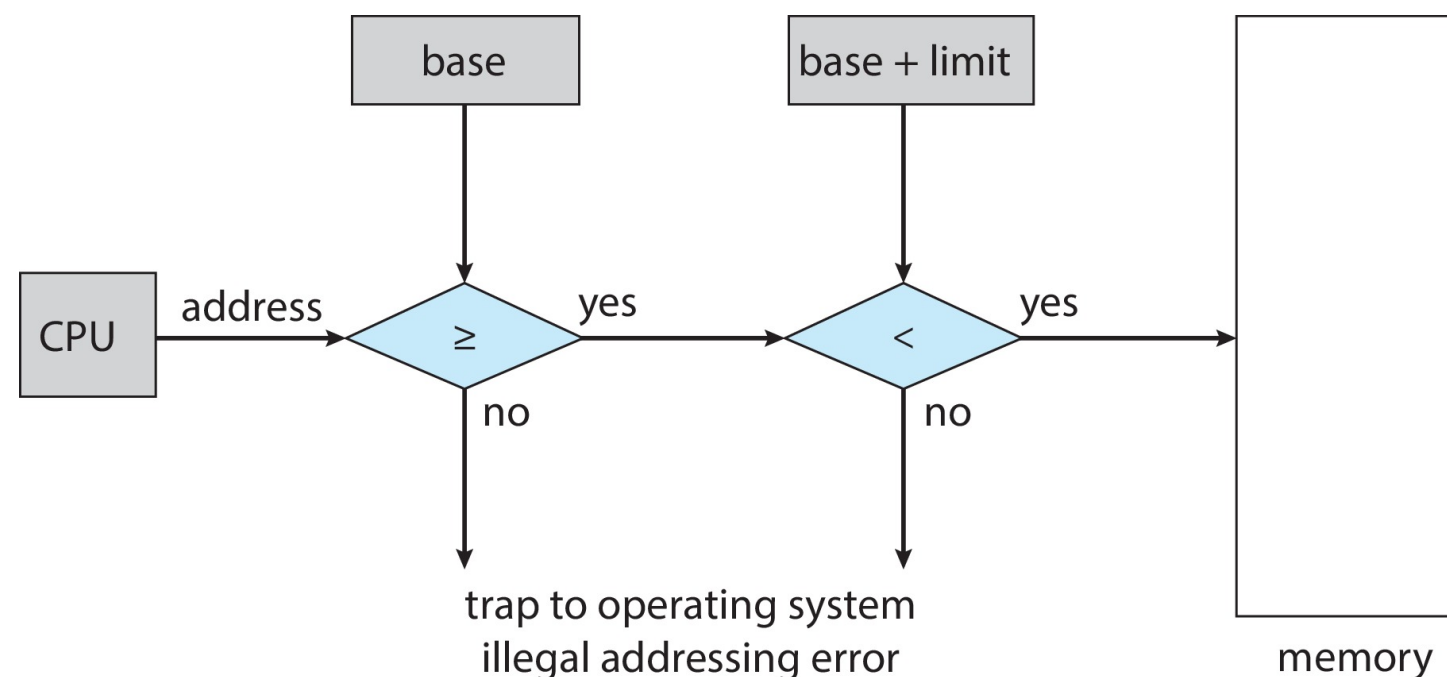 base
base + limit
CPU
address
≥
yes
<
yes
no
no
trap to operating system
illegal addressing error
memory